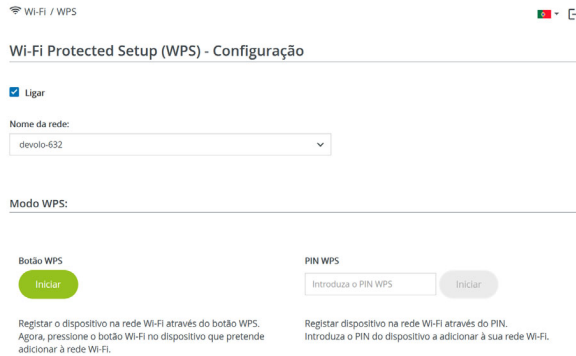 Wi-Fi / WPS
Wi-Fi Protected Setup (WPS) - Configuração
Ligar
Nome da rede:
devolo-632
Modo WPS:
Botão WPS
Iniciar
Registar o dispositivo na rede Wi-Fi através do botão WPS.
Agora, pressione o botão Wi-Fi no dispositivo que pretende
adicionar à rede Wi-Fi.
PIN WPS
Introduza o PIN WPS
Iniciar
Registar dispositivo na rede Wi-Fi através do PIN.
Introduza o PIN do dispositivo a adicionar à sua rede Wi-Fi.